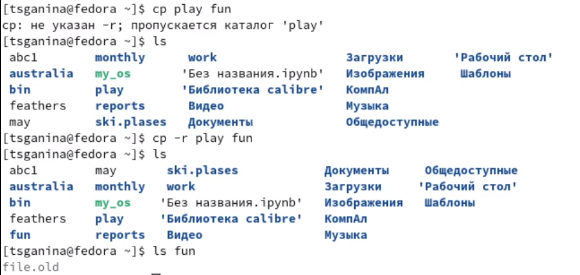 [tsganina@fedora ~]$ cp play fun
cp: не указан -r; пропускается каталог 'play'
[tsganina@fedora ~]$ ls
abc1 monthly work Загрузки 'Рабочий стол'
australia my_os 'Без названия.ipynb' Изображения Шаблоны
bin play 'Библиотека calibre' КомпАл
feathers reports Видео Музыка
may ski.plases Документы Общедоступные
[tsganina@fedora ~]$ cp -r play fun
[tsganina@fedora ~]$ ls
abc1 may ski.plases Документы Общедоступные
australia monthly work Загрузки 'Рабочий стол'
bin my_os 'Без названия.ipynb' Изображения Шаблоны
feathers play 'Библиотека calibre' КомпАл
fun reports Видео Музыка
[tsganina@fedora ~]$ ls fun
file.old